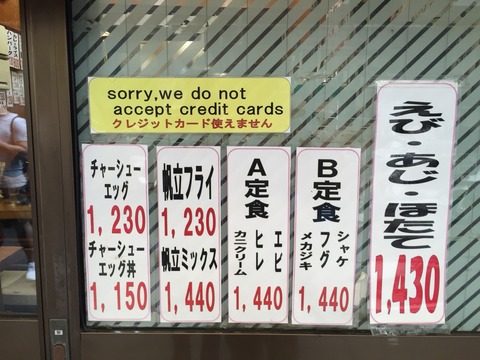 sorry,we do not
accept credit cards
クレジットカード使えません
チャーシュー
エッグ
1,230
チャーシュー
エッグ丼
1,150
帆立フライ
1,230
帆立ミックス
1,440
A定食
エビ
ヒレ
カニクリーム
1,440
B定食
シャケ
フグ
メカジキ
1,440
えび・あじ・ほたて
1,430